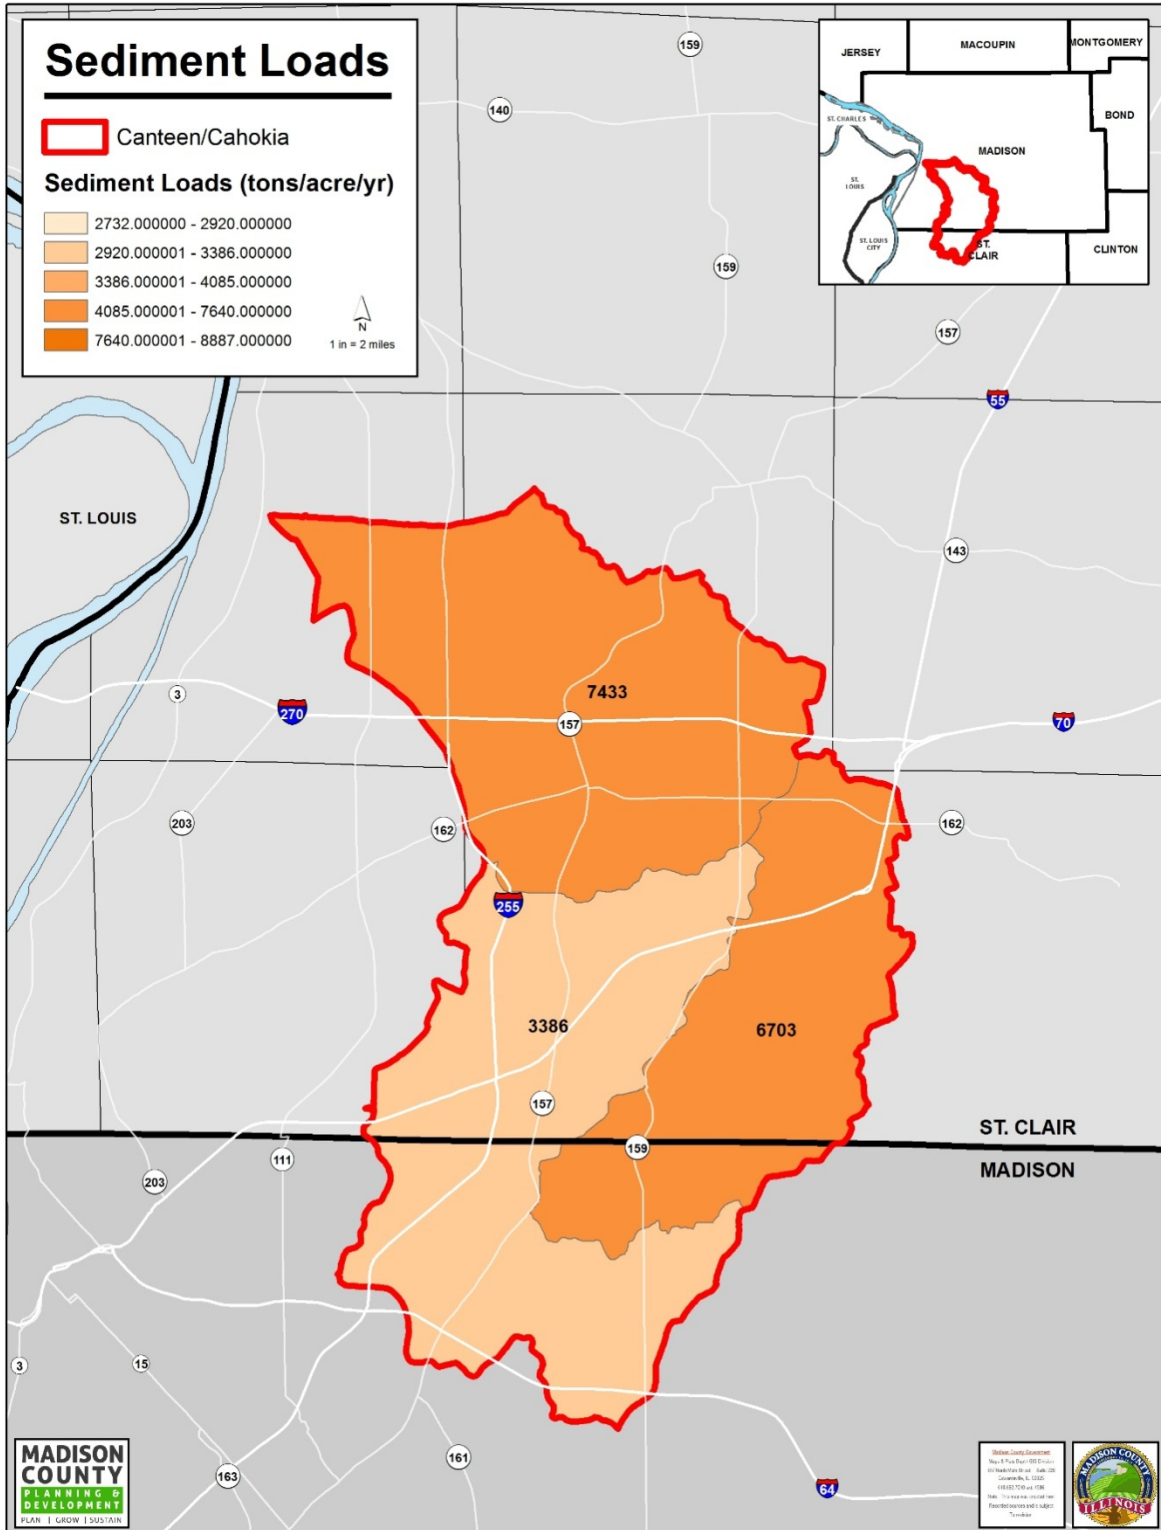 Sediment Loads
Canteen/Cahokia
Sediment Loads (tons/acre/yr)
2732.000000 - 2920.000000
2920.000001 - 3386.000000
3386.000001 - 4085.000000
4085.000001 - 7640.000000
7640.000001 - 8887.000000
N
1 in = 2 miles
JERSEY
MACOUPIN
MONTGOMERY
ST. CHARLES
BOND
MADISON
ST.
LOUIS
ST. LOUIS
CITY
ST.
CLAIR
CLINTON
159
140
159
157
55
ST. LOUIS
143
7433
3
270
157
70
203
162
162
255
3386
6703
157
ST. CLAIR
159
111
MADISON
203
3
15
161
163
64
MADISON
COUNTY
PLANNING &
DEVELOPMENT
PLAN | GROW | SUSTAIN
Madison County Government
MADISON COUNTY
ILLINOIS